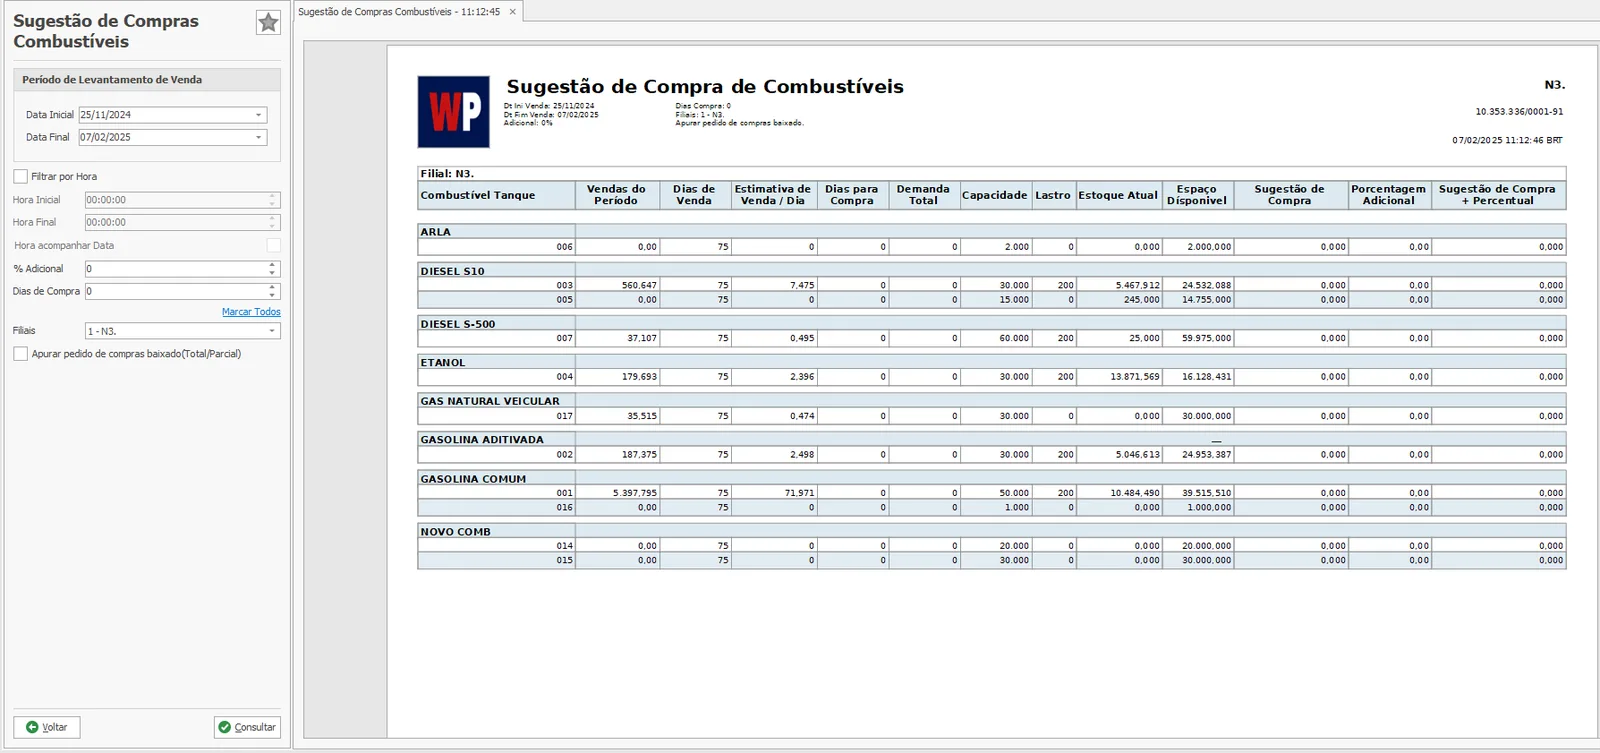 Sugestão de Compras
Combustíveis
Período de Levantamento de Venda
Data Inicial 25/11/2024
Data Final 07/02/2025
Filtrar por Hora
Hora Inicial 00:00:00
Hora Final 00:00:00
Hora acompanhar Data
% Adicional 0
Dias de Compra 0
Marcar Todos
Filiais 1 - N3.
Apurar pedido de compras baixado(Total/Parcial)
Voltar
Consultar
Sugestão de Compras Combustíveis - 11:12:45 ×
WP
Sugestão de Compra de Combustíveis
N3.
Dt Ini Venda: 25/11/2024 Dias Compra: 0
Dt Fim Venda: 07/02/2025 Filiais: 1 - N3.
Adicional: 0% Apurar pedido de compras baixado.
10.353.336/0001-91
07/02/2025 11:12:46 BRT
Filial: N3.
Combustível Tanque Vendas do Período Dias de Venda Estimativa de Venda / Dia Dias para Compra Demanda Total Capacidade Lastro Estoque Atual Espaço Dísponivel Sugestão de Compra Porcentagem Adicional Sugestão de Compra + Percentual
ARLA
006 0,00 75 0 0 0 2.000 0 0,000 2.000,000 0,000 0,00 0,000
DIESEL S10
003 560,647 75 7,475 0 0 30.000 200 5.467,912 24.532,088 0,000 0,00 0,000
005 0,00 75 0 0 0 15.000 0 245,000 14.755,000 0,000 0,00 0,000
DIESEL S-500
007 37,107 75 0,495 0 0 60.000 200 25,000 59.975,000 0,000 0,00 0,000
ETANOL
004 179,693 75 2,396 0 0 30.000 200 13.871,569 16.128,431 0,000 0,00 0,000
GAS NATURAL VEICULAR
017 35,515 75 0,474 0 0 30.000 0 0,000 30.000,000 0,000 0,00 0,000
GASOLINA ADITIVADA
002 187,375 75 2,498 0 0 30.000 200 5.046,613 24.953,387 0,000 0,00 0,000
GASOLINA COMUM
001 5.397,795 75 71,971 0 0 50.000 200 10.484,490 39.515,510 0,000 0,00 0,000
016 0,00 75 0 0 0 1.000 0 0,000 1.000,000 0,000 0,00 0,000
NOVO COMB
014 0,00 75 0 0 0 20.000 0 0,000 20.000,000 0,000 0,00 0,000
015 0,00 75 0 0 0 30.000 0 0,000 30.000,000 0,000 0,00 0,000